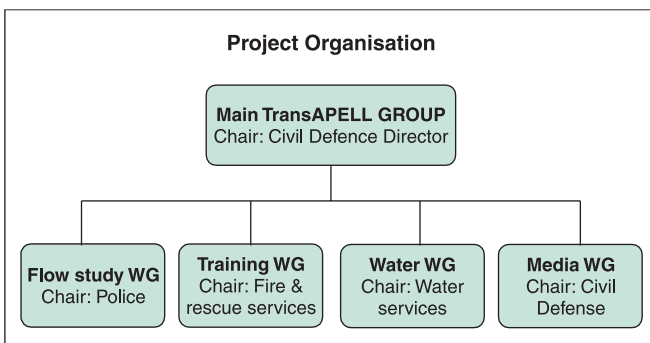 Project Organisation
Main TransAPELL GROUP
Chair: Civil Defence Director
Flow study WG
Chair: Police
Training WG
Chair: Fire &
rescue services
Water WG
Chair: Water
services
Media WG
Chair: Civil
Defense